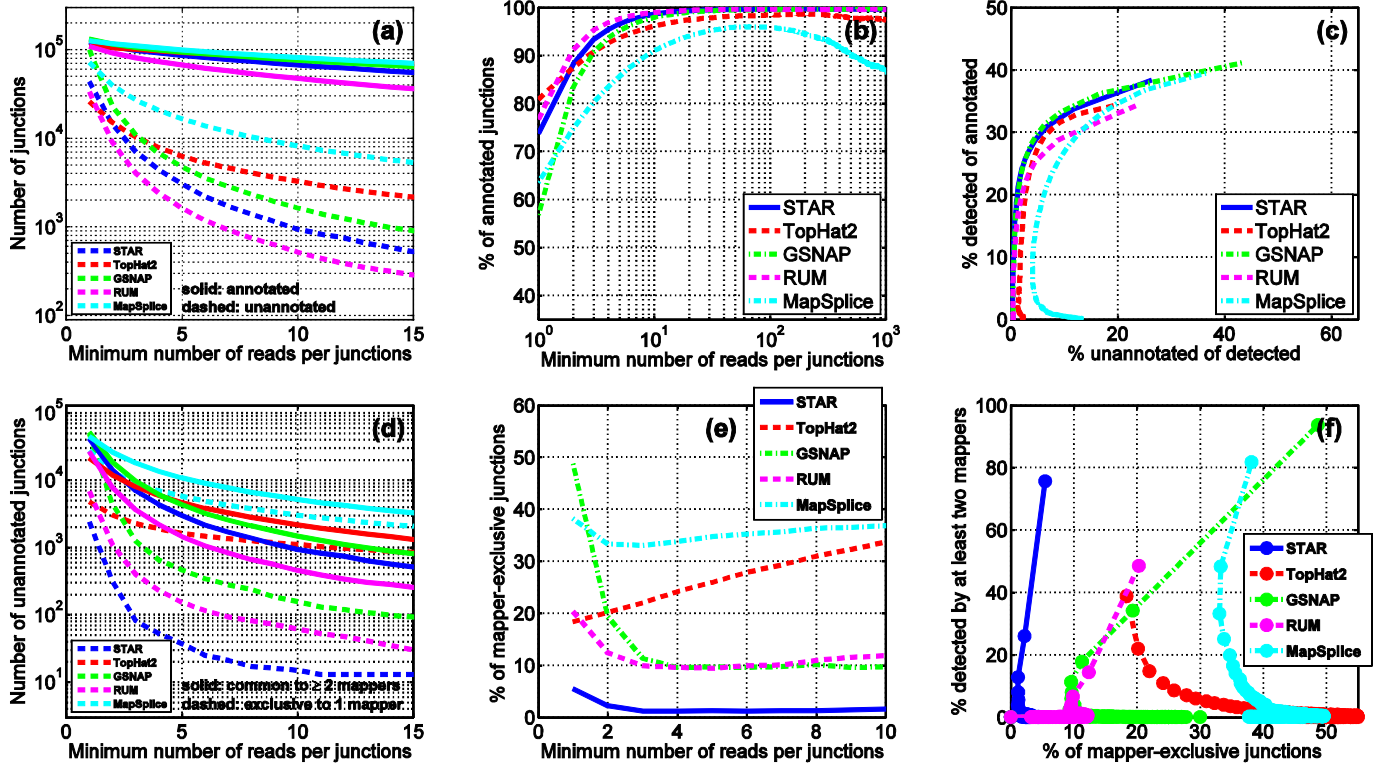 (a)
Number of junctions
10^5
10^4
10^3
10^2
STAR
TopHat2
GSNAP
RUM
MapSplice
solid: annotated
dashed: unannotated
0 5 10 15
Minimum number of reads per junctions
(b)
% of annotated junctions
100
90
80
70
60
50
40
STAR
TopHat2
GSNAP
RUM
MapSplice
10^0 10^1 10^2 10^3
Minimum number of reads per junctions
(c)
% detected of annotated
50
40
30
20
10
0
STAR
TopHat2
GSNAP
RUM
MapSplice
0 20 40 60
% unannotated of detected
(d)
Number of unannotated junctions
10^5
10^4
10^3
10^2
10^1
STAR
TopHat2
GSNAP
RUM
MapSplice
solid: common to ≥ 2 mappers
dashed: exclusive to 1 mapper
0 5 10 15
Minimum number of reads per junctions
(e)
% of mapper-exclusive junctions
60
50
40
30
20
10
0
STAR
TopHat2
GSNAP
RUM
MapSplice
0 2 4 6 8 10
Minimum number of reads per junctions
(f)
% detected by at least two mappers
100
80
60
40
20
0
STAR
TopHat2
GSNAP
RUM
MapSplice
0 10 20 30 40 50
% of mapper-exclusive junctions